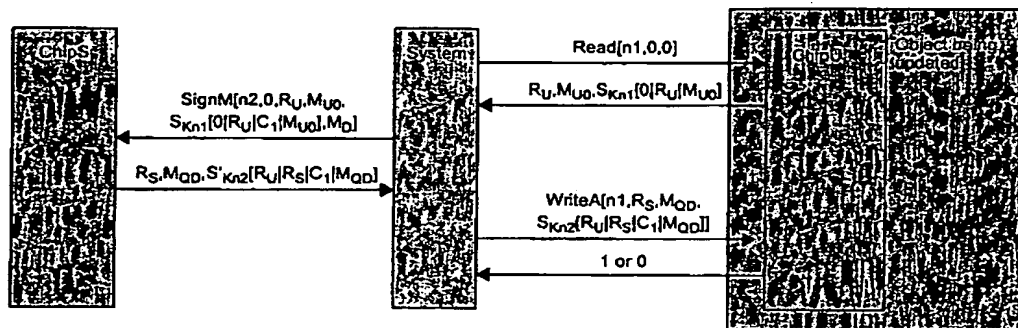 ChipS
System
ChipU
Object being
updated
Read[n1,0,0]
R_U,M_U0,S_Kn1[0|R_U|M_U0]
SignM[n2,0,R_U,M_U0,
S_Kn1[0|R_U|C_1|M_U0],M_D]
R_S,M_QD,S'_Kn2[R_U|R_S|C_1|M_QD]
WriteA[n1,R_S,M_QD,
S_Kn2[R_U|R_S|C_1|M_QD]]
1 or 0